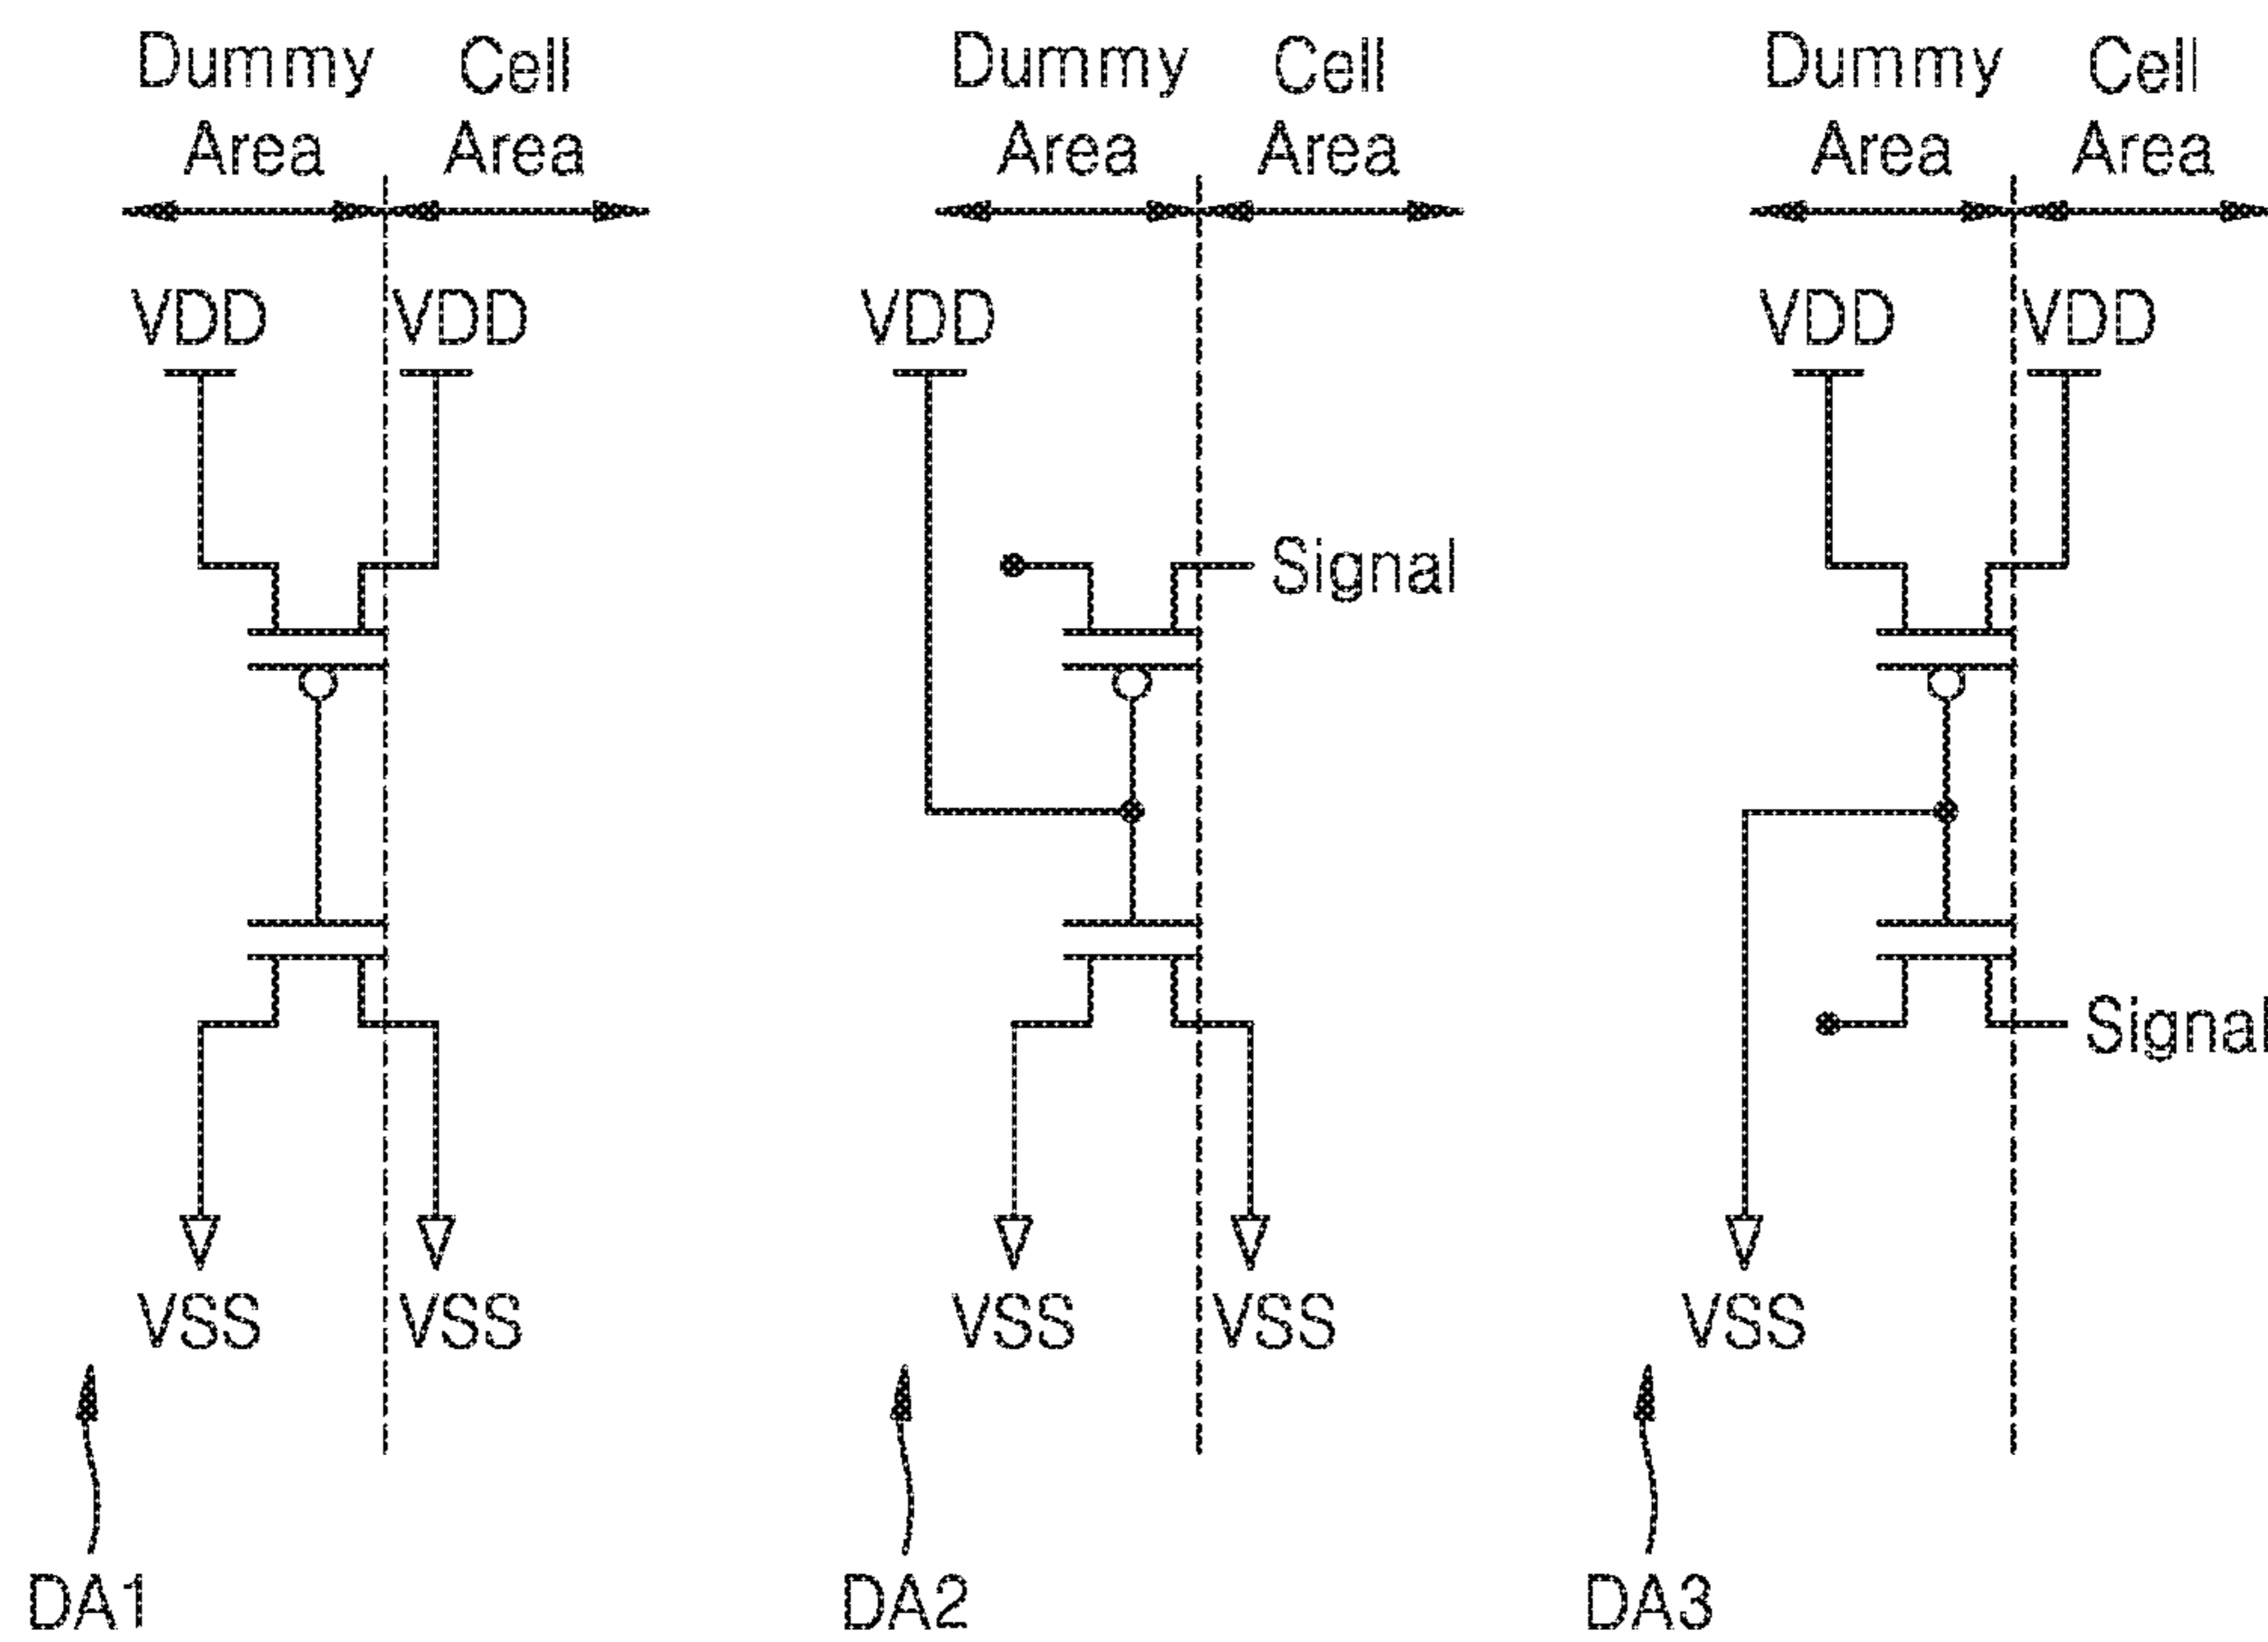 Dummy Cell Dummy Cell Dummy Cell
Area Area Area Area Area Area
VDD VDD VDD VDD VDD
Signal
Signal
VSS VSS VSS VSS VSS
DA1 DA2 DA3